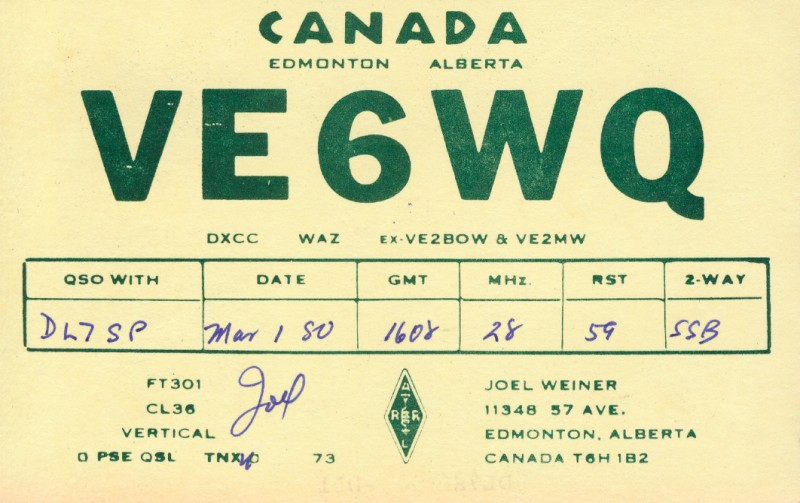 CANADA
EDMONTON ALBERTA
VE6WQ
DXCC WAZ EX-VE2BOW & VE2MW
QSO WITH DATE GMT MHz. RST 2-WAY
DL7SP Mar 1 80 1608 28 59 SSB
FT301 Joel
CL36
VERTICAL
O PSE QSL TNX 73
ARRL
JOEL WEINER
11348 57 AVE.
EDMONTON, ALBERTA
CANADA T6H 1B2